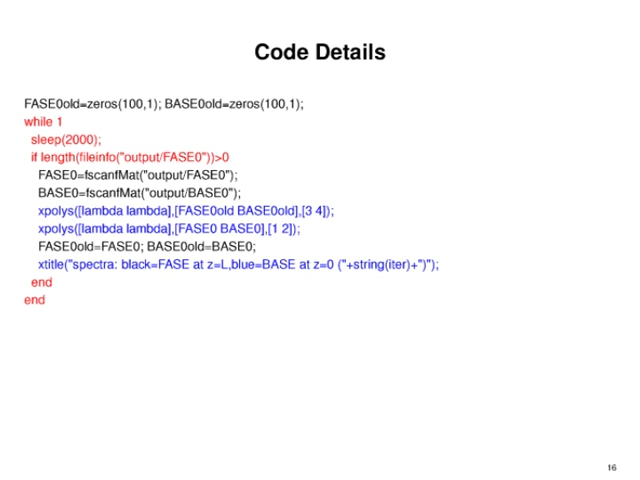 Code Details
FASE0old=zeros(100,1); BASE0old=zeros(100,1);
while 1
sleep(2000);
if length(fileinfo("output/FASE0"))>0
FASE0=fscanfMat("output/FASE0");
BASE0=fscanfMat("output/BASE0");
xpolys([lambda lambda],[FASE0old BASE0old],[3 4]);
xpolys([lambda lambda],[FASE0 BASE0],[1 2]);
FASE0old=FASE0; BASE0old=BASE0;
xtitle("spectra: black=FASE at z=L,blue=BASE at z=0 ("+string(iter)+")");
end
end
16